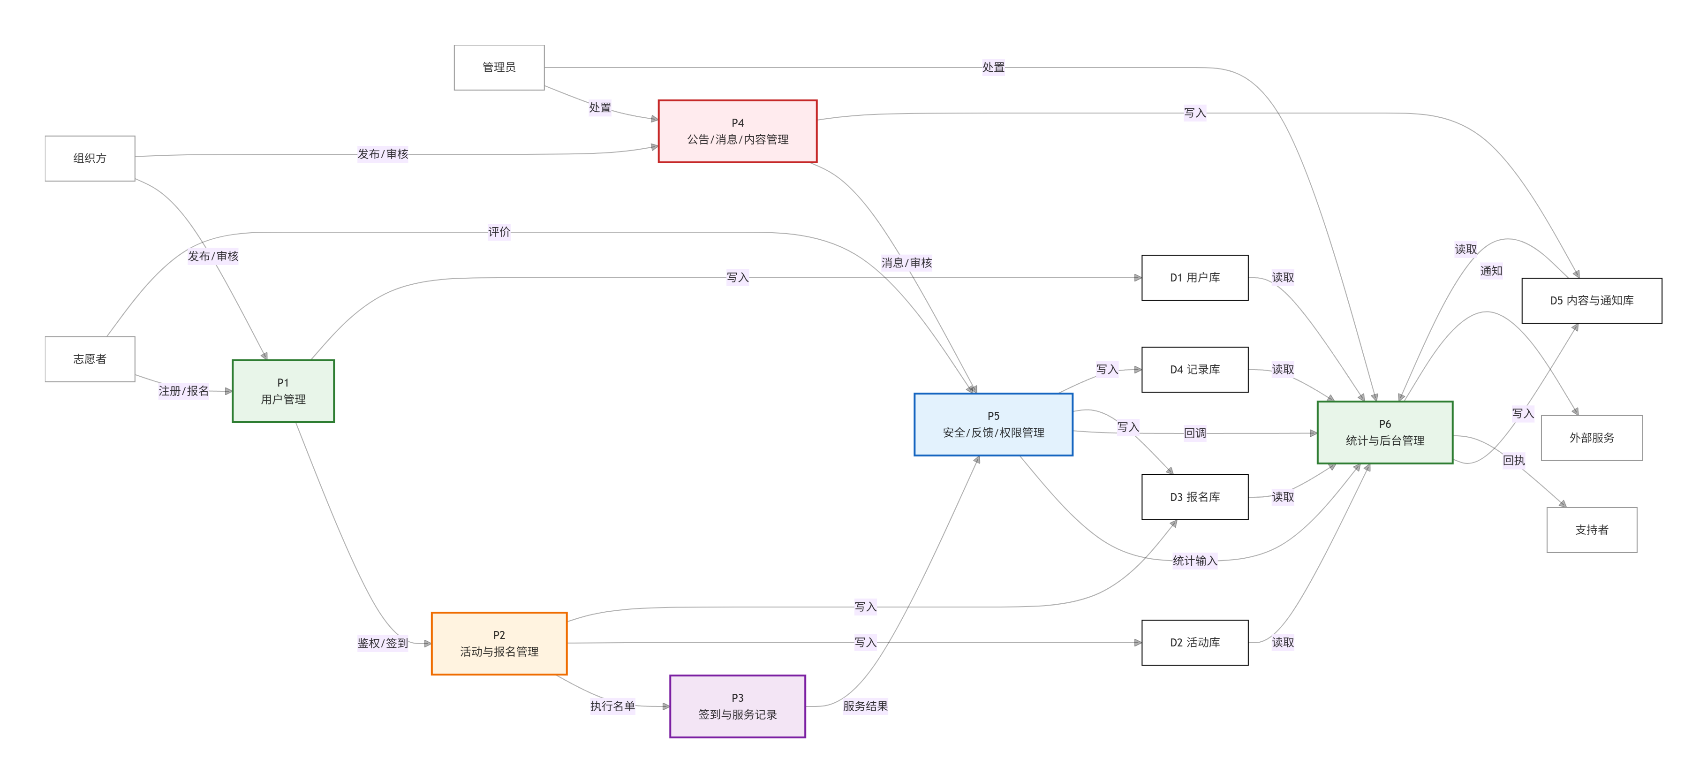 管理员
处置
处置
P4
公告/消息/内容管理
写入
组织方
发布/审核
发布/审核
评价
消息/审核
写入
D1 用户库
读取
读取
通知
D5 内容与通知库
志愿者
注册/报名
P1
用户管理
写入
D4 记录库
读取
P5
安全/反馈/权限管理
写入
回调
P6
统计与后台管理
写入
外部服务
回执
D3 报名库
读取
支持者
统计输入
写入
鉴权/签到
P2
活动与报名管理
写入
D2 活动库
读取
执行名单
P3
签到与服务记录
服务结果